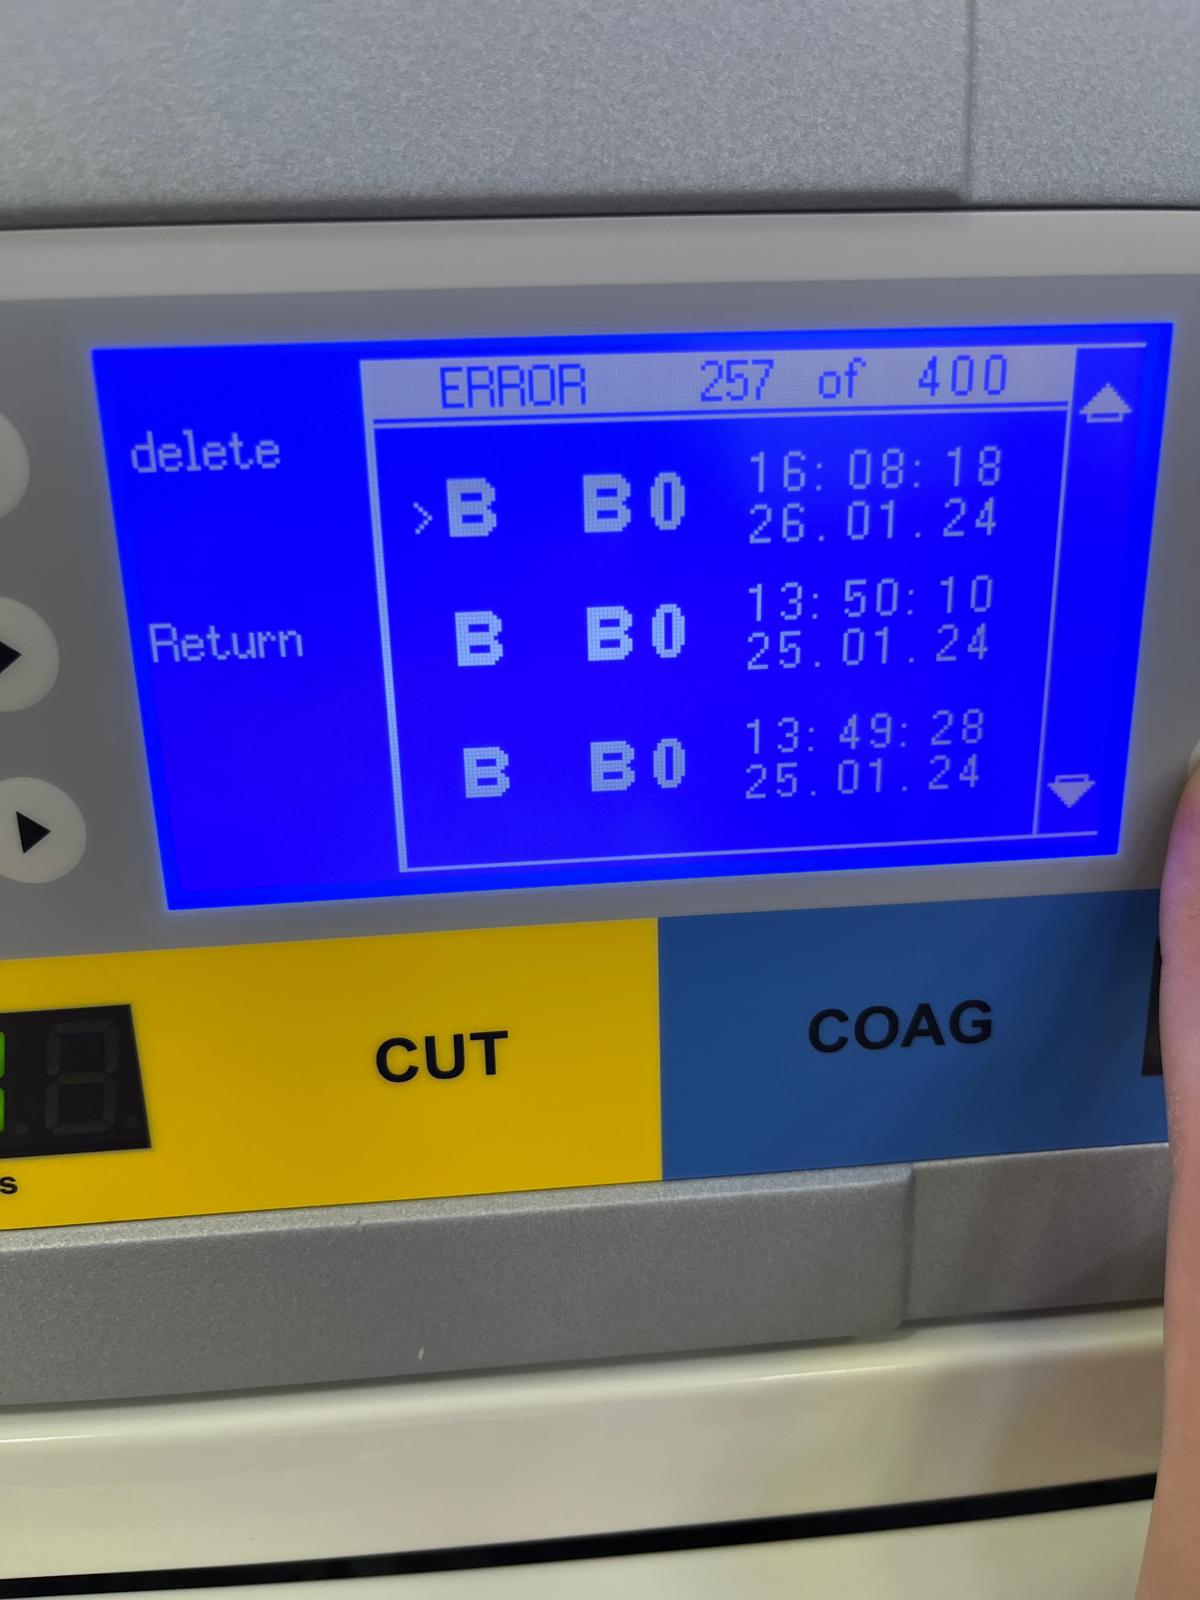 ERROR 257 of 400
delete
>B B0 16:08:18
26.01.24
Return
B B0 13:50:10
25.01.24
B B0 13:49:28
25.01.24
CUT
COAG
s